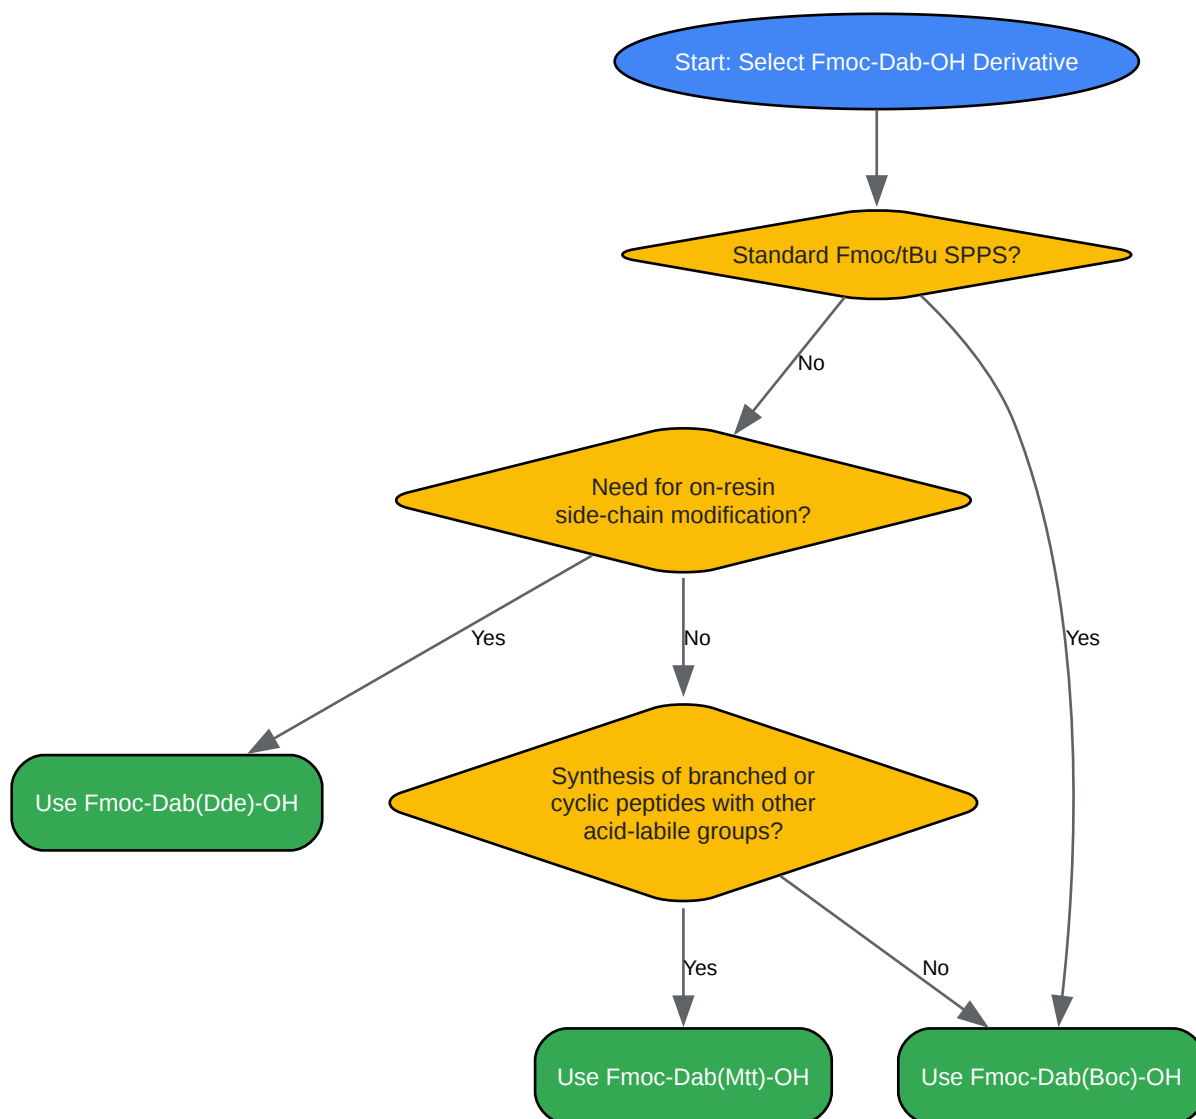 Start: Select Fmoc-Dab-OH Derivative
Standard Fmoc/tBu SPPS?
No
Need for on-resin
side-chain modification?
Yes
No
Yes
Synthesis of branched or
cyclic peptides with other
acid-labile groups?
Use Fmoc-Dab(Dde)-OH
Yes
No
Use Fmoc-Dab(Mtt)-OH
Use Fmoc-Dab(Boc)-OH